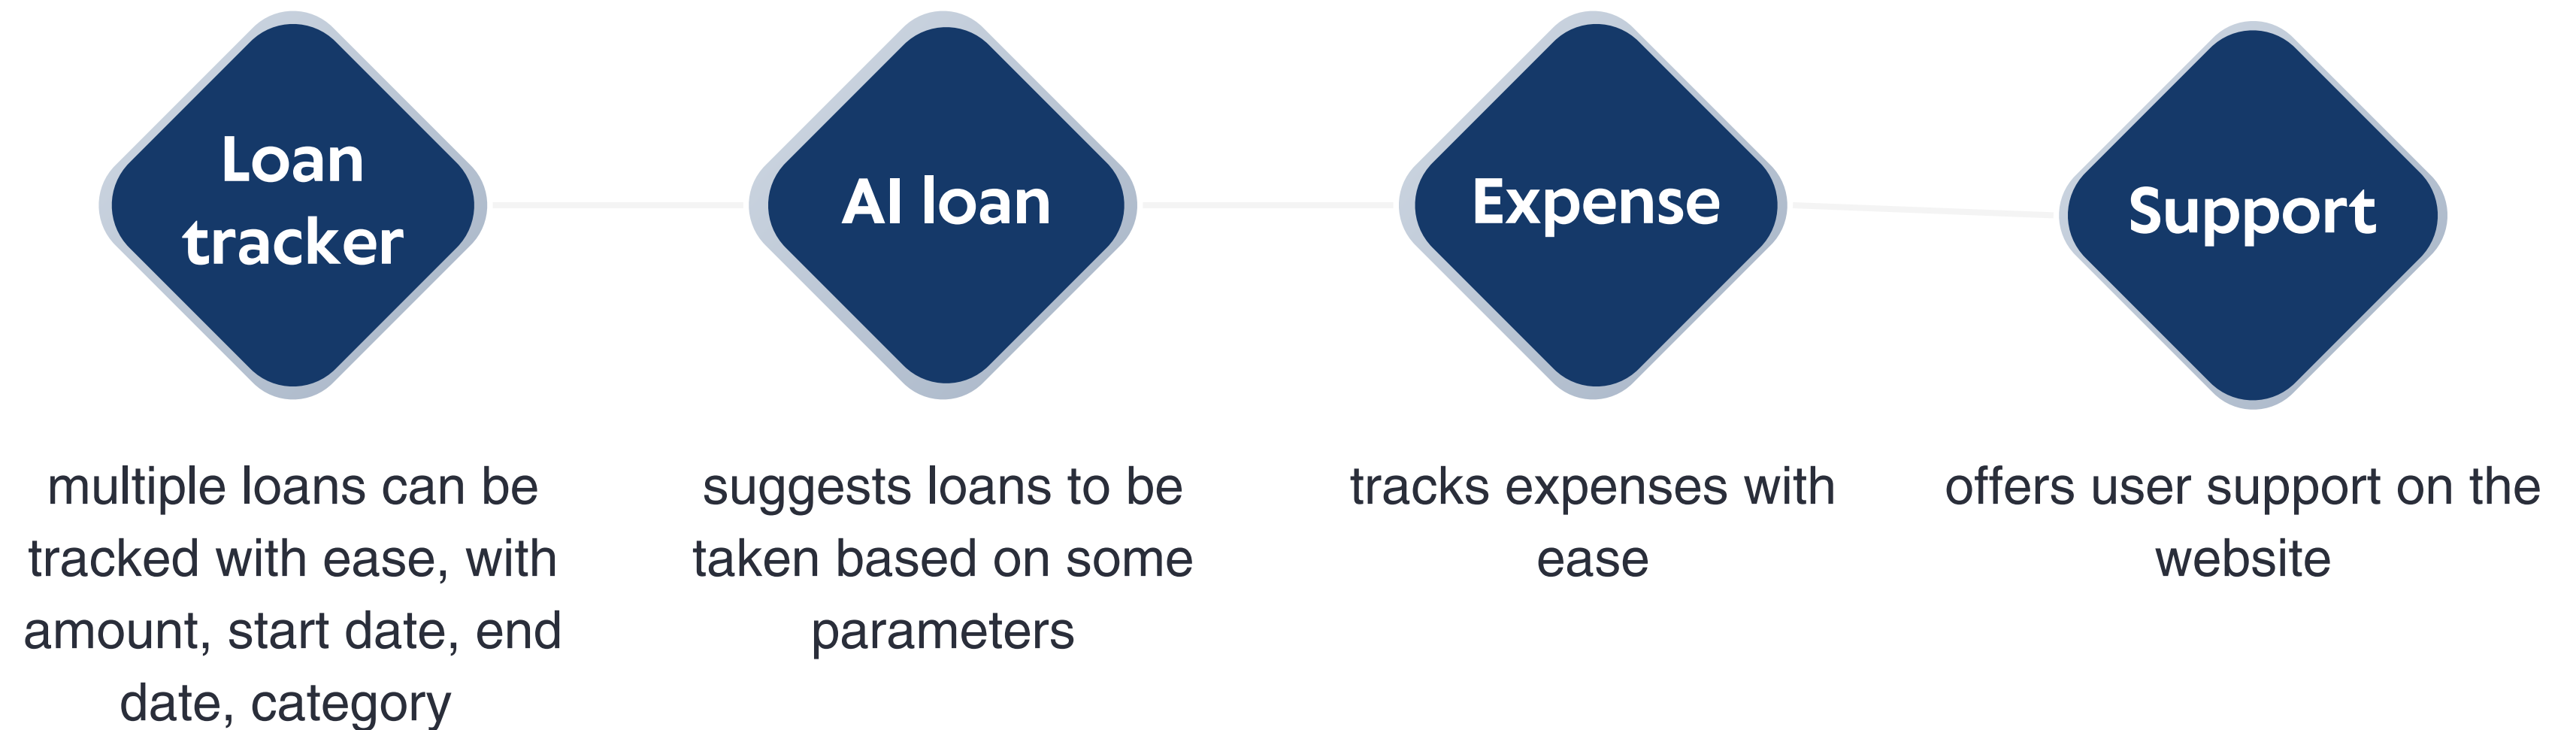 Loan
tracker
AI loan
Expense
Support
multiple loans can be
tracked with ease, with
amount, start date, end
date, category
suggests loans to be
taken based on some
parameters
tracks expenses with
ease
offers user support on the
website